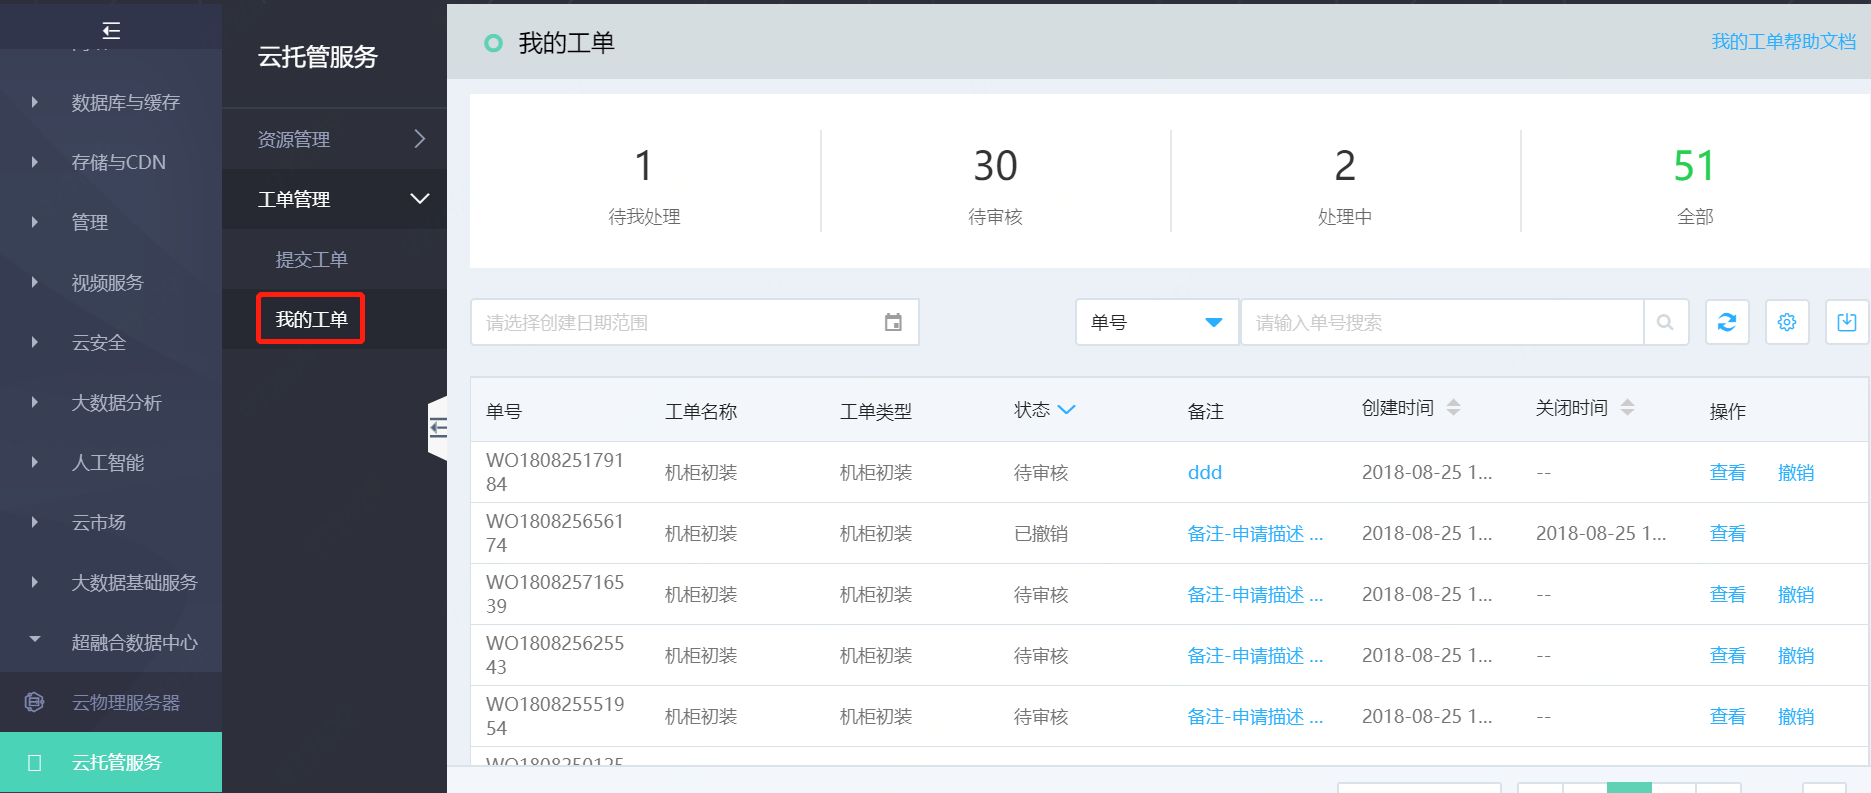 数据库与缓存
存储与CDN
管理
视频服务
云安全
大数据分析
人工智能
云市场
大数据基础服务
超融合数据中心
云物理服务器
云托管服务
云托管服务
资源管理
工单管理
提交工单
我的工单
我的工单
我的工单帮助文档
1
待我处理
30
待审核
2
处理中
51
全部
请选择创建日期范围
单号
请输入单号搜索
单号 工单名称 工单类型 状态 备注 创建时间 关闭时间 操作
WO1808251791
84 机柜初装 机柜初装 待审核 ddd 2018-08-25 1... -- 查看 撤销
WO1808256561
74 机柜初装 机柜初装 已撤销 备注-申请描述 ... 2018-08-25 1... 2018-08-25 1... 查看
WO1808257165
39 机柜初装 机柜初装 待审核 备注-申请描述 ... 2018-08-25 1... -- 查看 撤销
WO1808256255
43 机柜初装 机柜初装 待审核 备注-申请描述 ... 2018-08-25 1... -- 查看 撤销
WO1808255519
54 机柜初装 机柜初装 待审核 备注-申请描述 ... 2018-08-25 1... -- 查看 撤销
WO1808250125